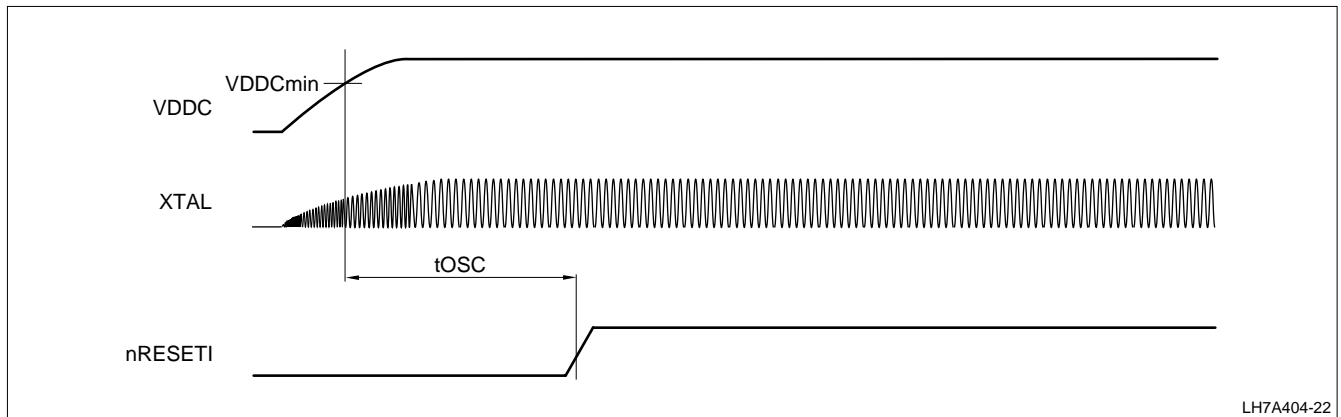 VDDCmin
VDDC
XTAL
tOSC
nRESETI
LH7A404-22